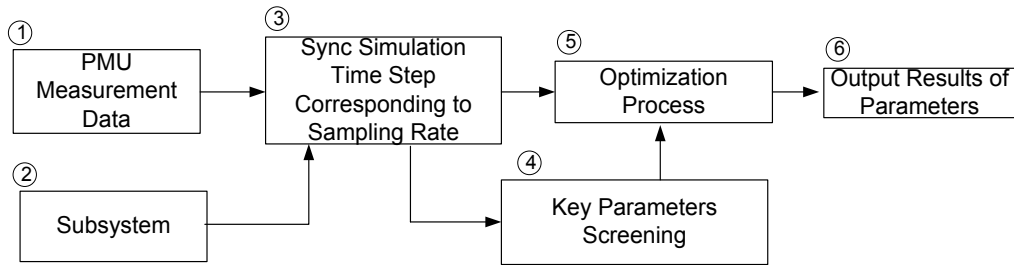 ①
PMU
Measurement
Data
②
Subsystem
③
Sync Simulation
Time Step
Corresponding to
Sampling Rate
④
Key Parameters
Screening
⑤
Optimization
Process
⑥
Output Results of
Parameters